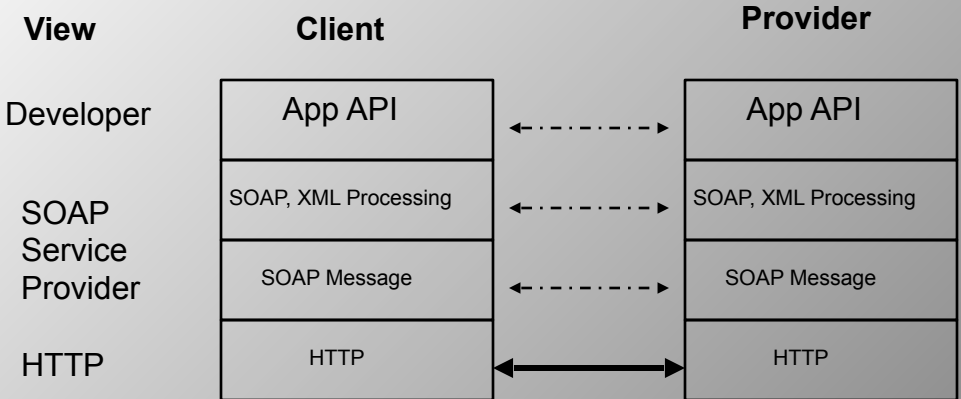 View
Client
Provider
Developer
App API
App API
SOAP
Service
Provider
SOAP, XML Processing
SOAP, XML Processing
SOAP Message
SOAP Message
HTTP
HTTP
HTTP